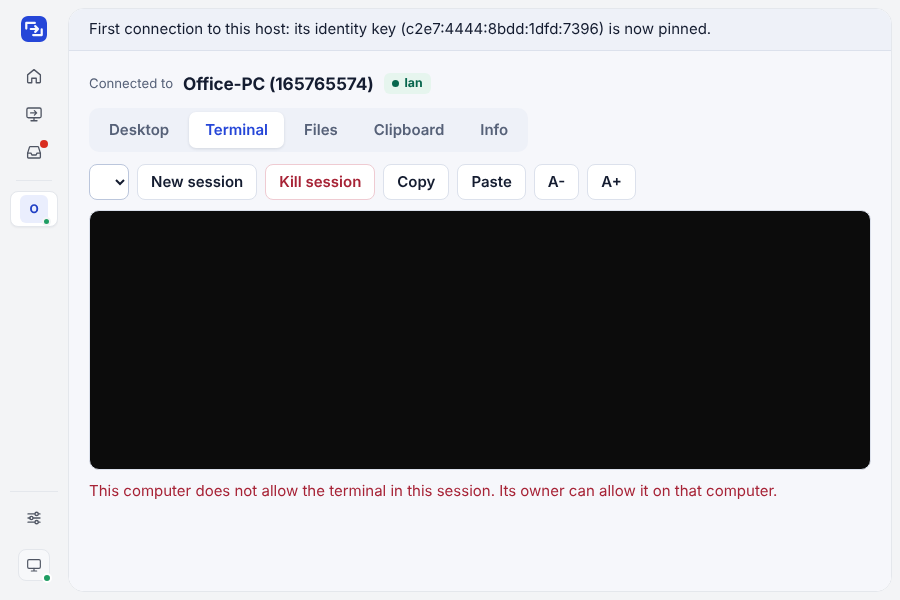 First connection to this host: its identity key (c2e7:4444:8bdd:1dfd:7396) is now pinned.
Connected to Office-PC (165765574) lan
Desktop Terminal Files Clipboard Info
New session Kill session Copy Paste A- A+
O
This computer does not allow the terminal in this session. Its owner can allow it on that computer.